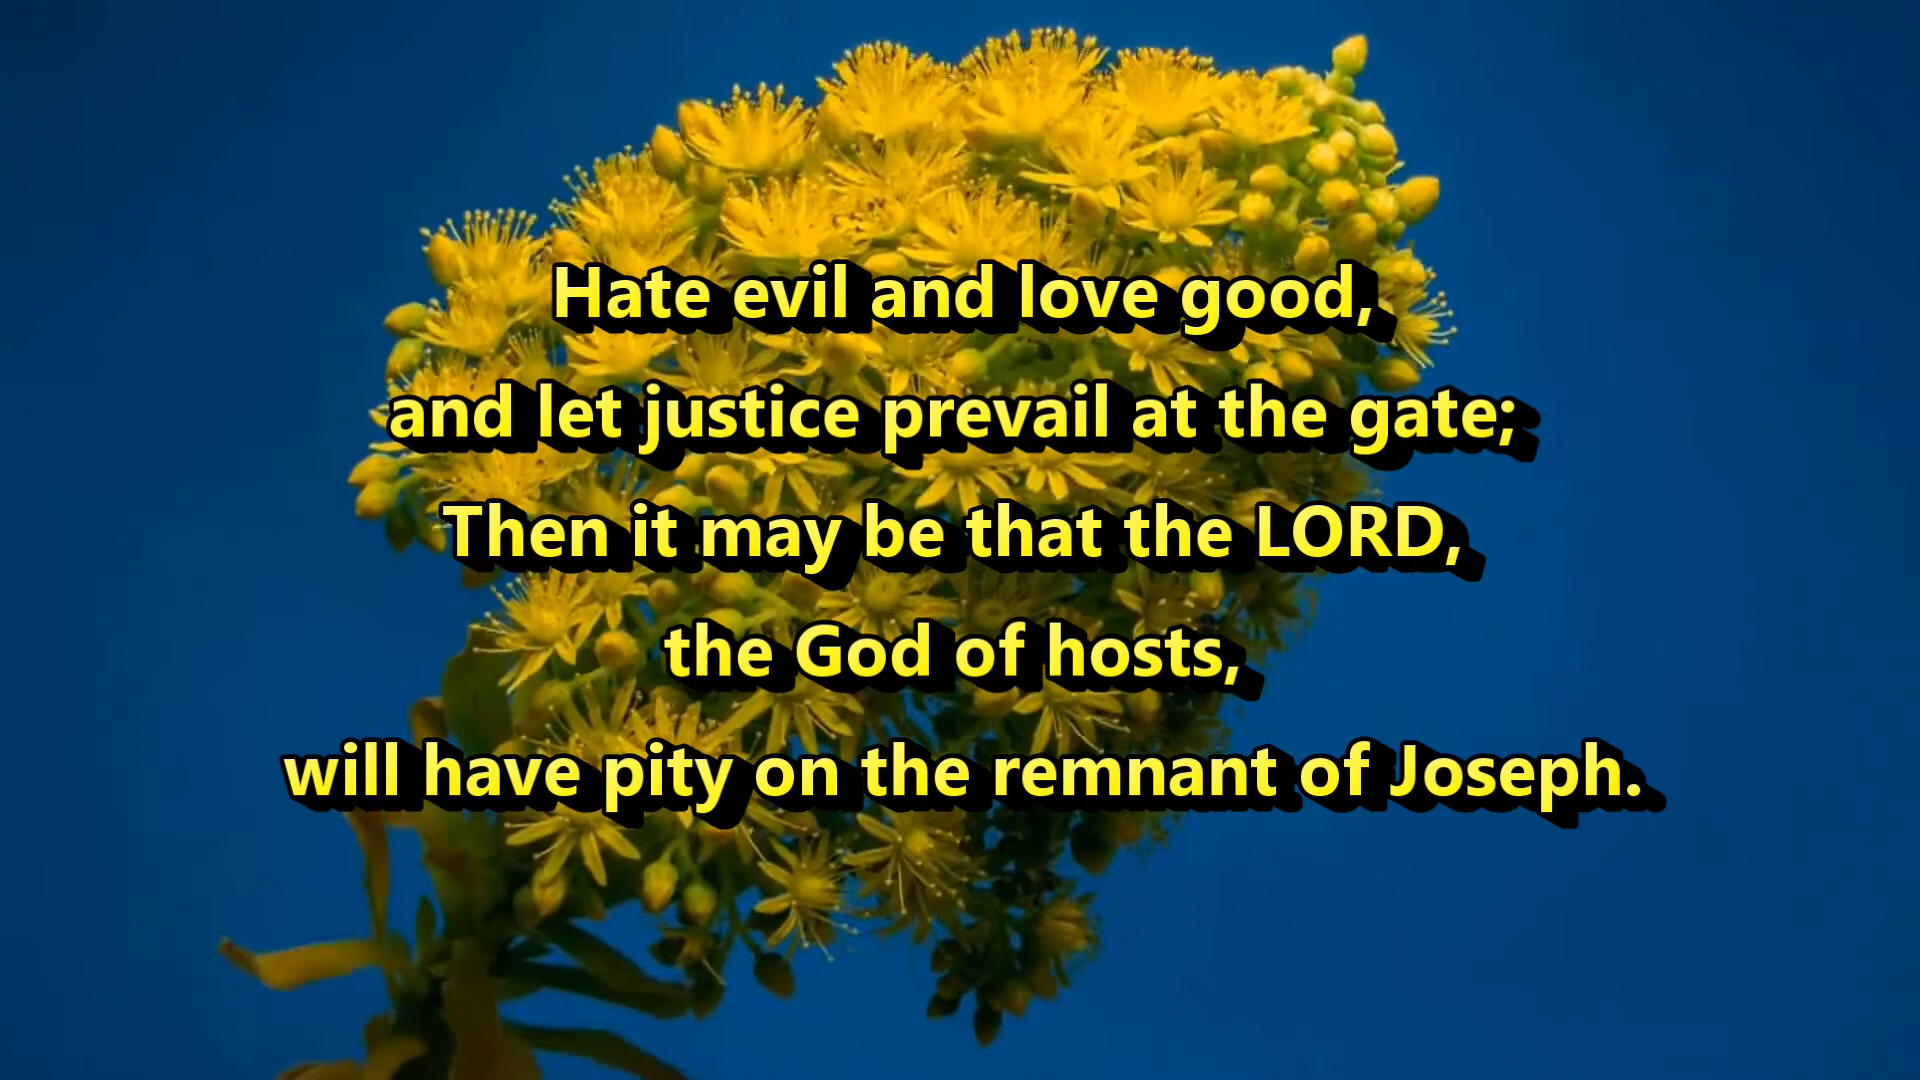 Hate evil and love good,
and let justice prevail at the gate;
Then it may be that the LORD,
the God of hosts,
will have pity on the remnant of Joseph.